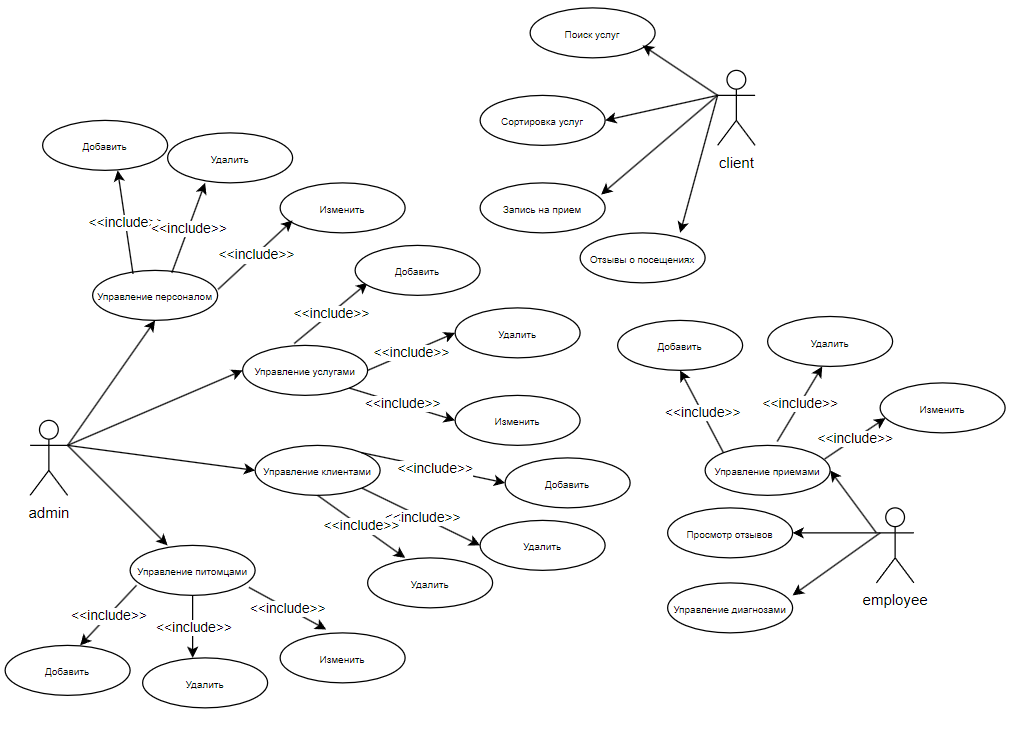 Поиск услуг
Сортировка услуг
client
Добавить
Удалить
Запись на прием
Изменить
<<include>>
<<include>>
<<include>>
Отзывы о посещениях
Управление персоналом
Добавить
<<include>>
Удалить
<<include>>
Управление услугами
<<include>>
Изменить
Добавить
Удалить
<<include>>
<<include>>
Изменить
<<include>>
admin
Управление клиентами
<<include>>
Добавить
<<include>>
<<include>>
Удалить
Удалить
Управление приемами
Просмотр отзывов
employee
Управление диагнозами
Управление питомцами
<<include>>
<<include>>
<<include>>
Добавить
Удалить
Изменить